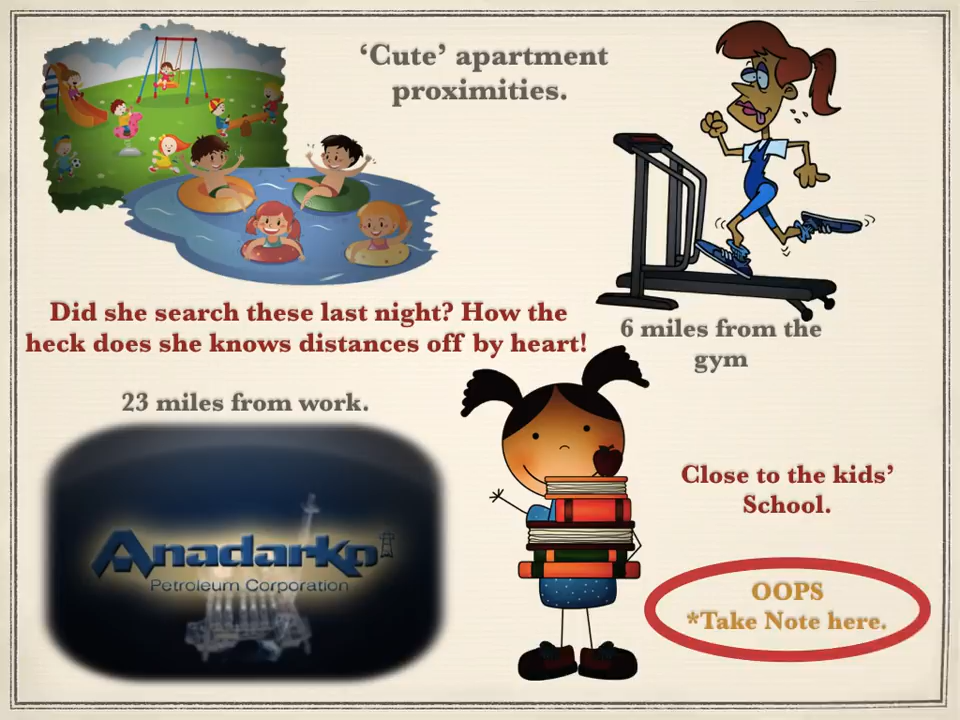 ‘Cute’ apartment
proximities.
Did she search these last night? How the
heck does she knows distances off by heart!
6 miles from the
gym
23 miles from work.
Anadarko
Petroleum Corporation
Close to the kids’
School.
OOPS
*Take Note here.